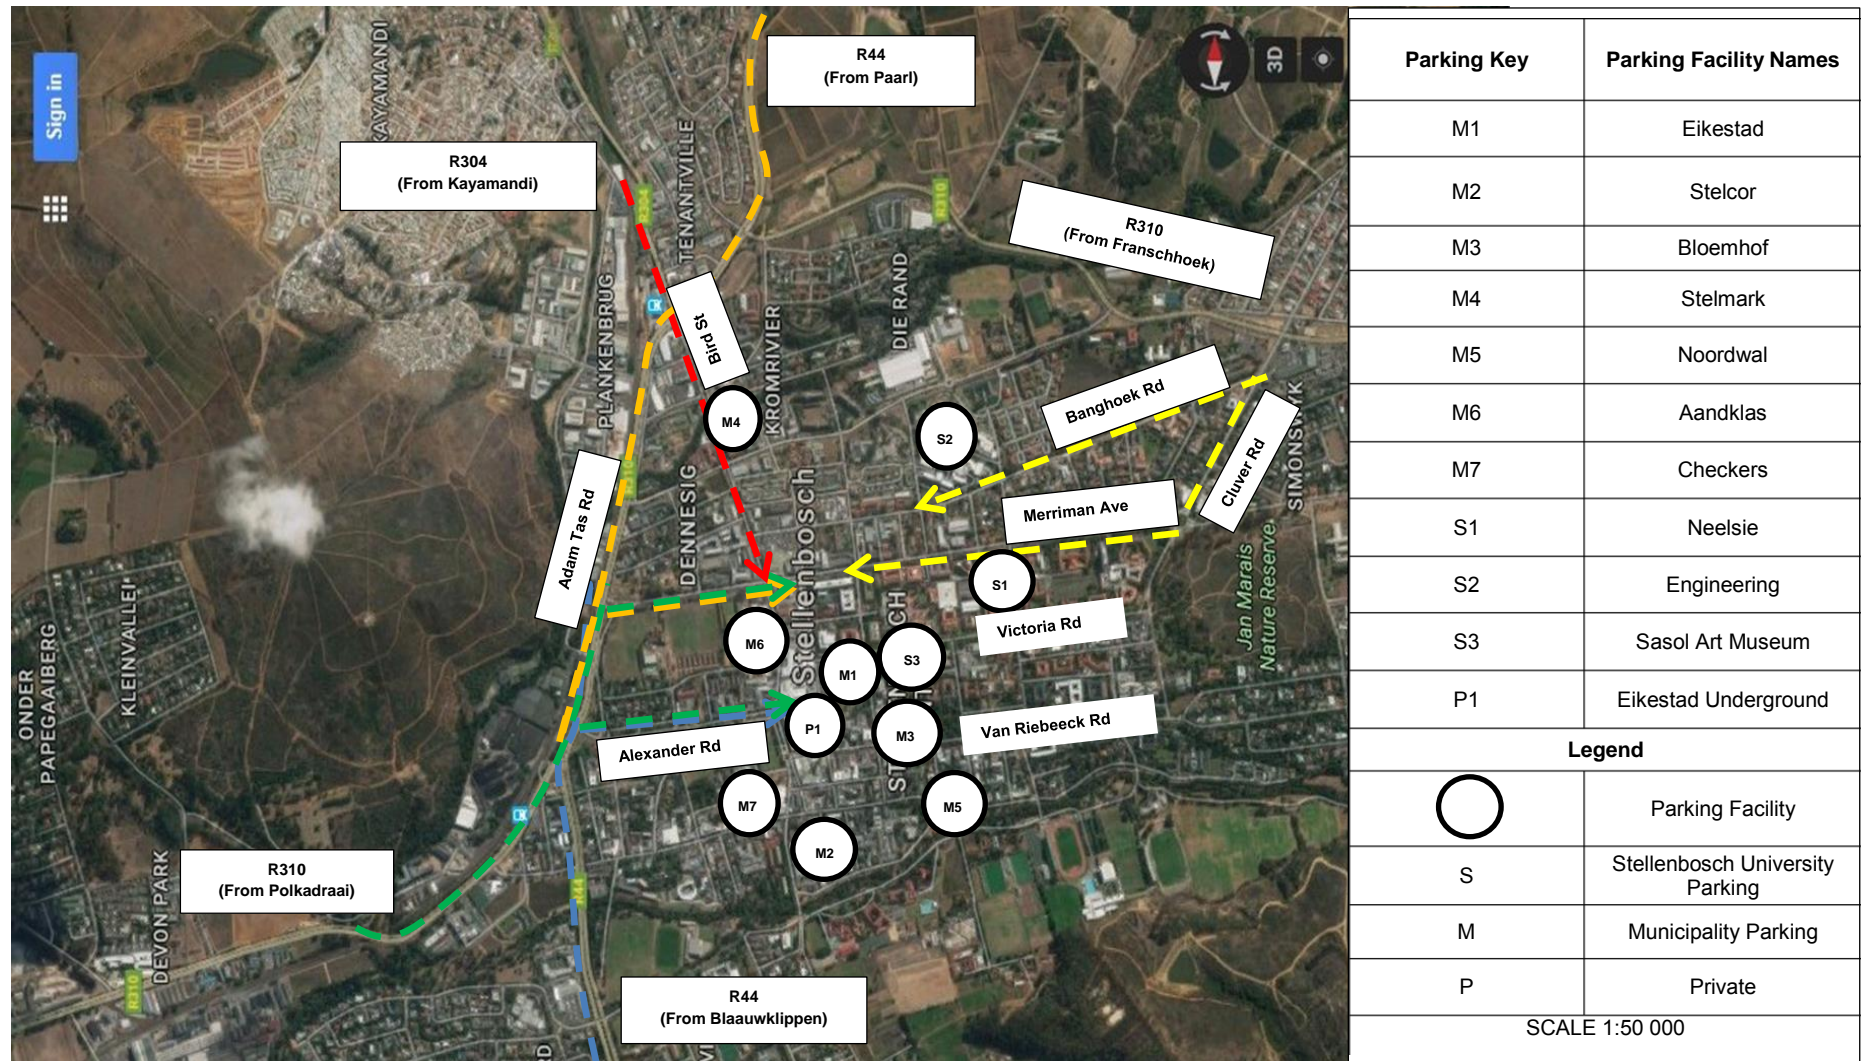 Sign in
KAYAMANDI
R44
(From Paarl)
3D
R304
(From Kayamandi)
R304
TENANTVILLE
R310
R310
(From Franschhoek)
PLANKENBRUG
Bird St
KROMRIVIER
DIE RAND
Banghoek Rd
M4
S2
Cluver Rd
SIMONSWYK
R310
Adam Tas Rd
DENNESIG
Stellenbosch
Merriman Ave
KLEINVALLEI
ONDER
PAPEGAAIBERG
Jan Marais
Nature Reserve
S1
Victoria Rd
M6
M1
S3
P1
M3
Van Riebeeck Rd
Alexander Rd
M7
M5
M2
R310
(From Polkadraai)
R44
DEVON PARK
R310
R44
(From Blaauwklippen)
Parking Key Parking Facility Names
M1 Eikestad
M2 Stelcor
M3 Bloemhof
M4 Stelmark
M5 Noordwal
M6 Aandklas
M7 Checkers
S1 Neelsie
S2 Engineering
S3 Sasol Art Museum
P1 Eikestad Underground
Legend
Parking Facility
S Stellenbosch University
Parking
M Municipality Parking
P Private
SCALE 1:50 000